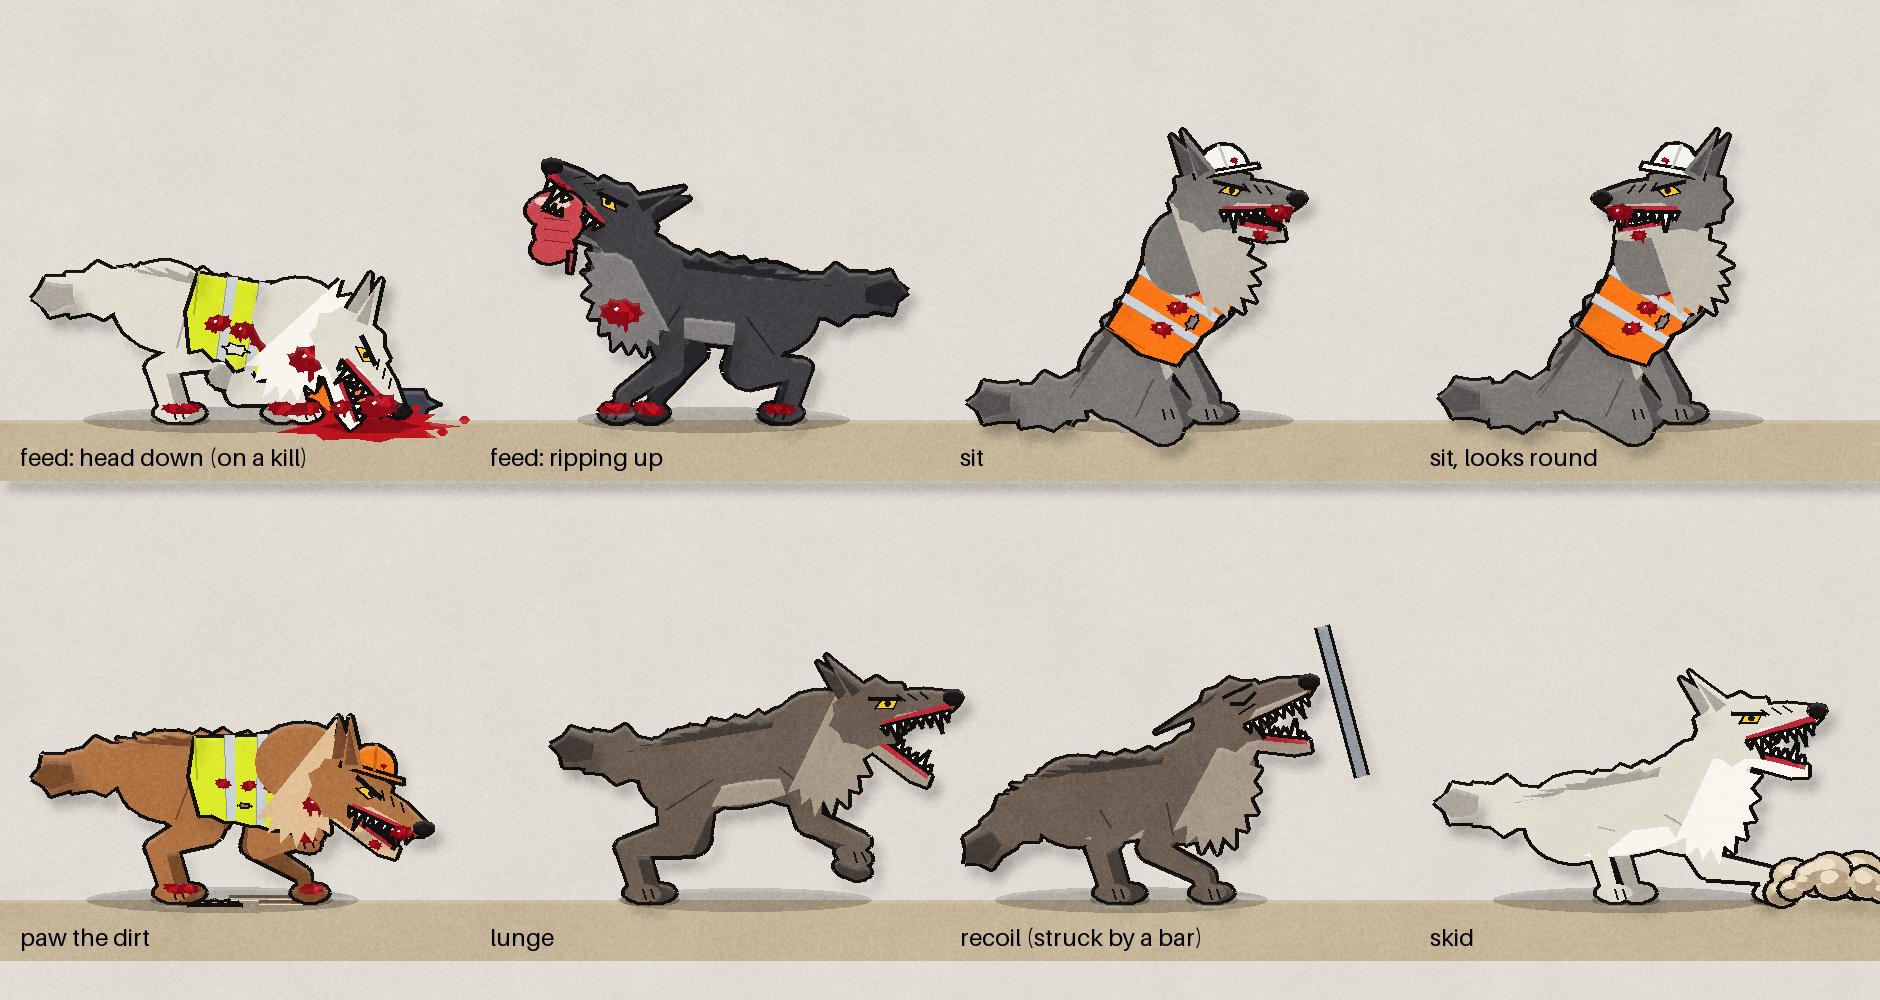 feed: head down (on a kill)
feed: ripping up
sit
sit, looks round
paw the dirt
lunge
recoil (struck by a bar)
skid